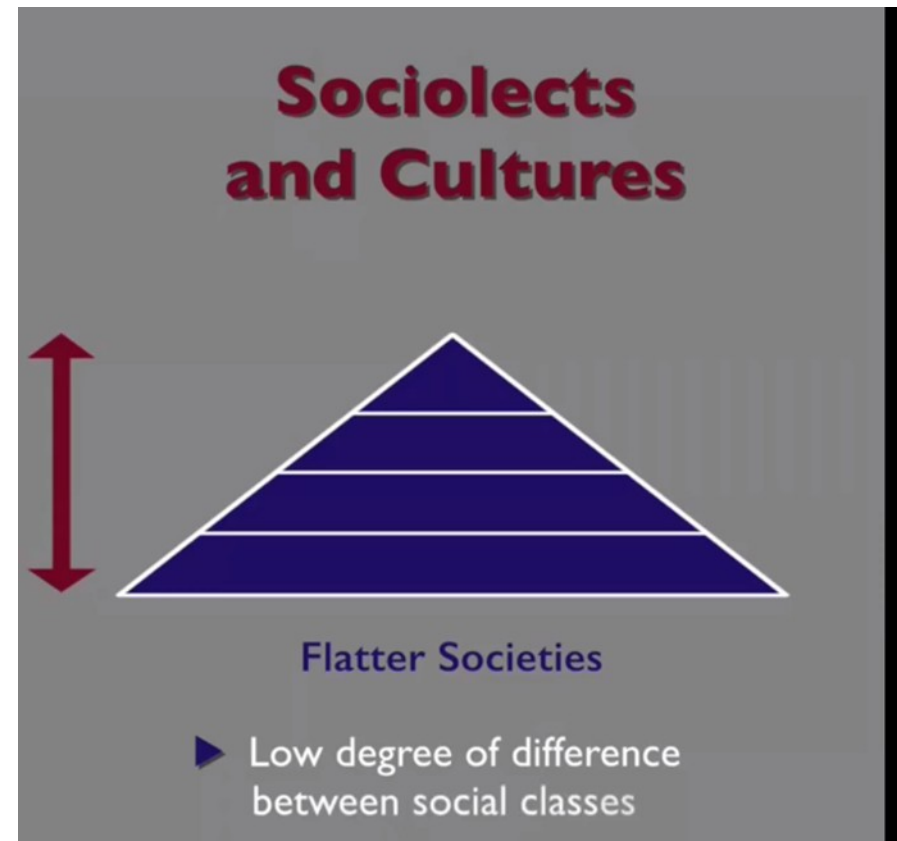 Sociolects
and Cultures
Flatter Societies
Low degree of difference
between social classes